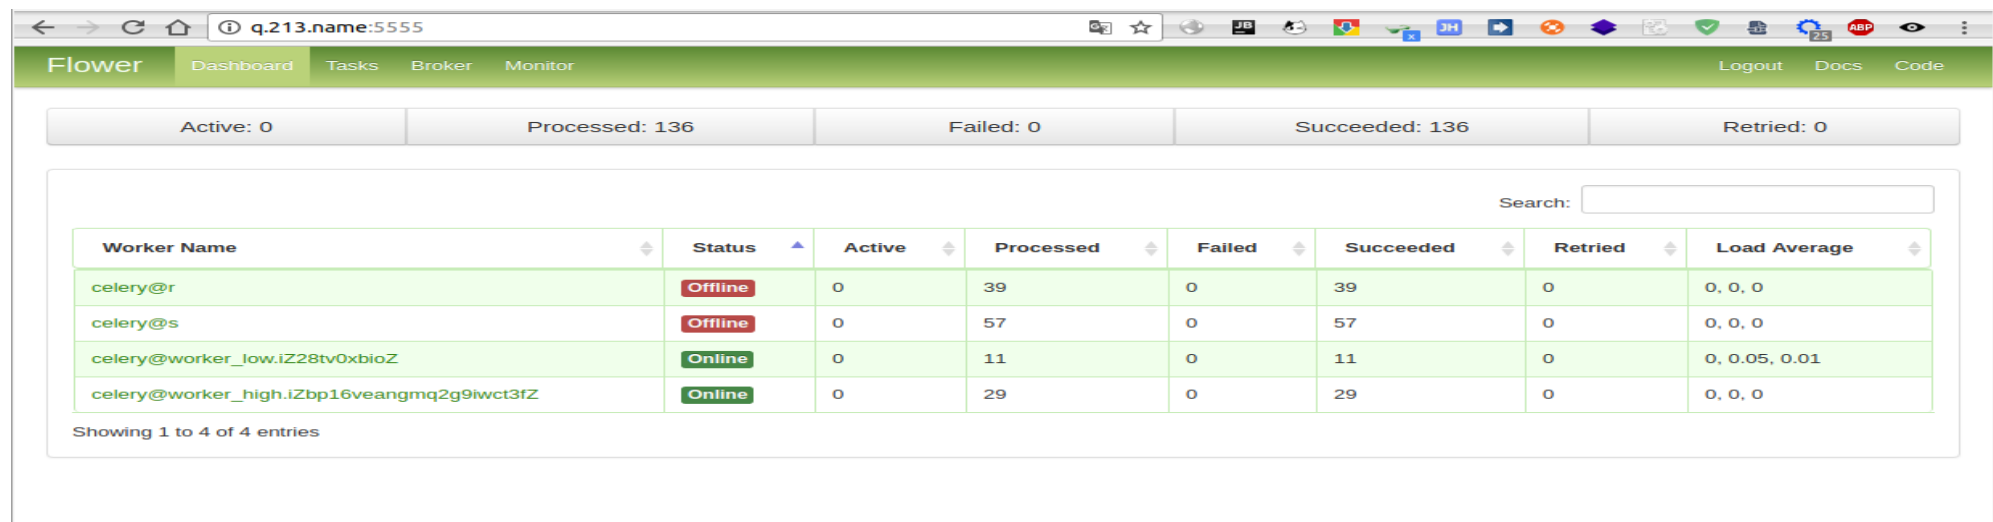 q.213.name:5555
JB JH 25 ABP
Flower Dashboard Tasks Broker Monitor Logout Docs Code
Active: 0 Processed: 136 Failed: 0 Succeeded: 136 Retried: 0
Search:
Worker Name Status Active Processed Failed Succeeded Retried Load Average
celery@r Offline 0 39 0 39 0 0, 0, 0
celery@s Offline 0 57 0 57 0 0, 0, 0
celery@worker_low.iZ28tv0xbioZ Online 0 11 0 11 0 0, 0.05, 0.01
celery@worker_high.iZbp16veangmq2g9iwct3fZ Online 0 29 0 29 0 0, 0, 0
Showing 1 to 4 of 4 entries